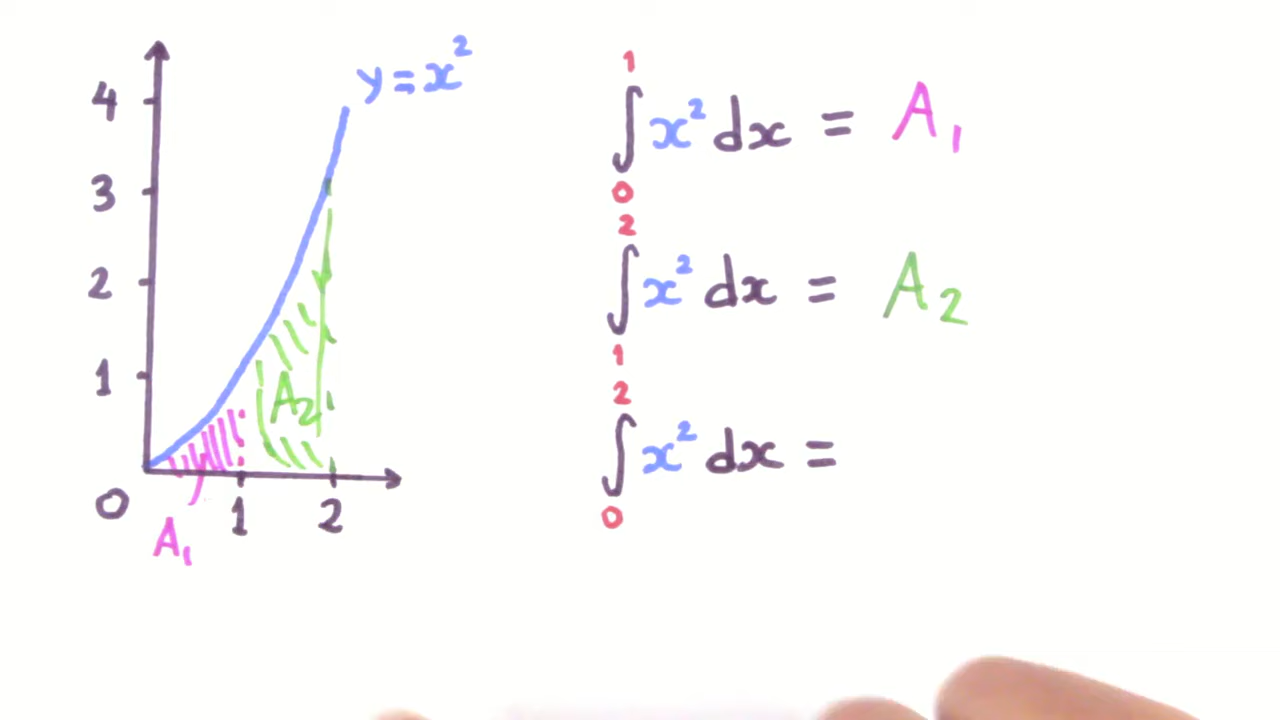 y = x²
4
3
2
1
0
1
2
A₁
A₂
∫₀¹ x² dx = A₁
∫₁² x² dx = A₂
∫₀² x² dx =